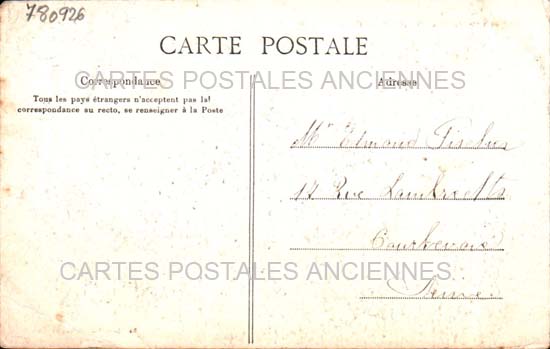 780926
CARTE POSTALE
Correspondance
Tous les pays étrangers n'acceptent pas la
correspondance au recto, se renseigner à la Poste
Adresse
CARTES POSTALES ANCIENNES
Mr Edmond
17 Rue Lambrechts
Courbevoie
Seine
CARTES POSTALES ANCIENNES